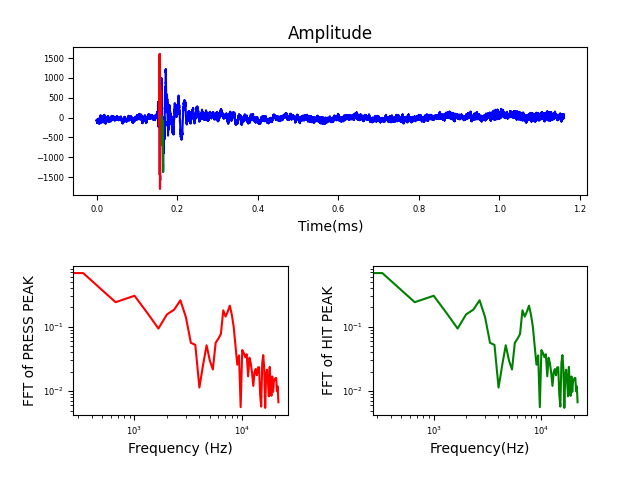 Amplitude
1500
1000
500
0
−500
−1000
−1500
0.0 0.2 0.4 0.6 0.8 1.0 1.2
Time(ms)
FFT of PRESS PEAK
10⁻¹
10⁻²
10³ 10⁴
Frequency (Hz)
FFT of HIT PEAK
10⁻¹
10⁻²
10³ 10⁴
Frequency(Hz)